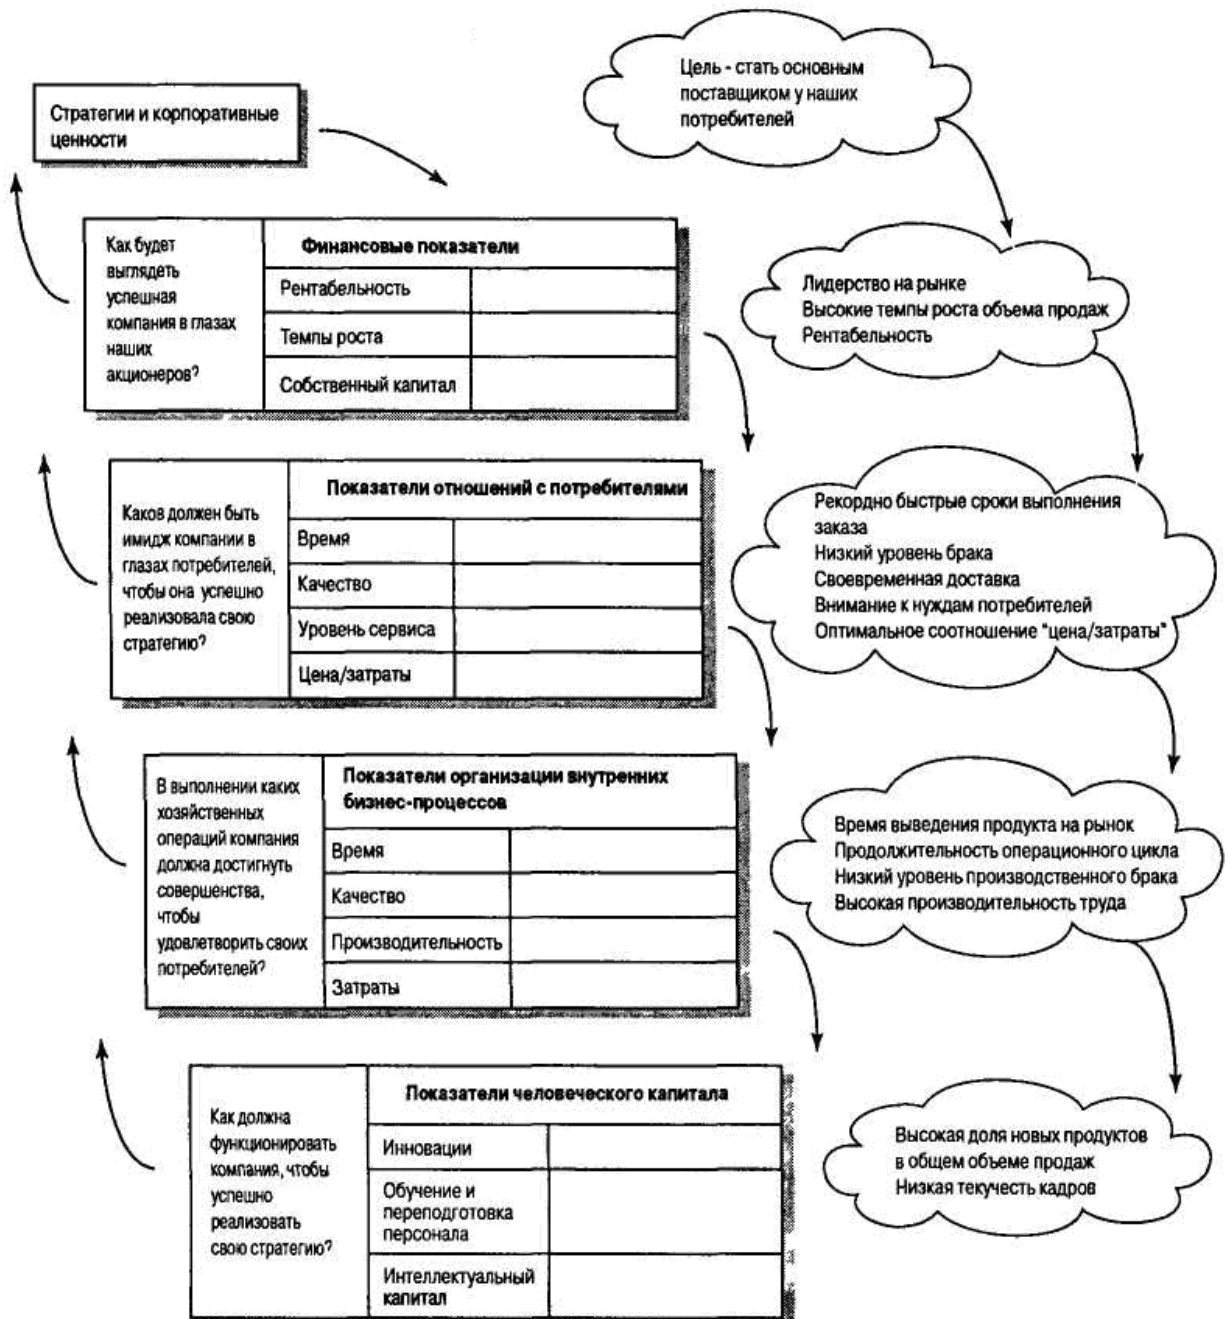 Цель - стать основным
поставщиком у наших
потребителей
Стратегии и корпоративные
ценности
Как будет
выглядеть
успешная
компания в глазах
наших
акционеров?
Финансовые показатели
Рентабельность
Темпы роста
Собственный капитал
Лидерство на рынке
Высокие темпы роста объема продаж
Рентабельность
Каков должен быть
имидж компании в
глазах потребителей,
чтобы она успешно
реализовала свою
стратегию?
Показатели отношений с потребителями
Время
Качество
Уровень сервиса
Цена/затраты
Рекордно быстрые сроки выполнения
заказа
Низкий уровень брака
Своевременная доставка
Внимание к нуждам потребителей
Оптимальное соотношение "цена/затраты"
В выполнении каких
хозяйственных
операций компания
должна достигнуть
совершенства,
чтобы
удовлетворить своих
потребителей?
Показатели организации внутренних
бизнес-процессов
Время
Качество
Производительность
Затраты
Время выведения продукта на рынок
Продолжительность операционного цикла
Низкий уровень производственного брака
Высокая производительность труда
Как должна
функционировать
компания, чтобы
успешно
реализовать
свою стратегию?
Показатели человеческого капитала
Инновации
Обучение и
переподготовка
персонала
Интеллектуальный
капитал
Высокая доля новых продуктов
в общем объеме продаж
Низкая текучесть кадров